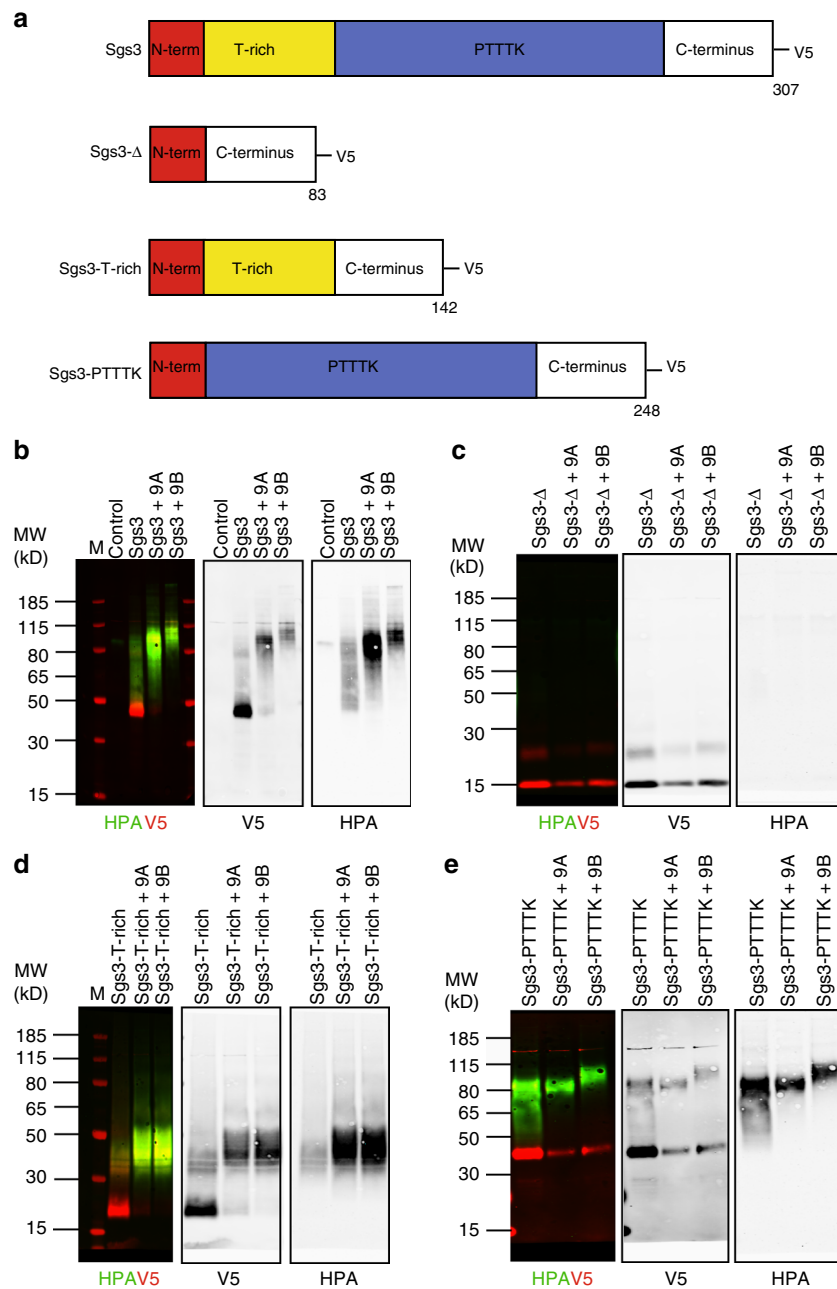 a
Sgs3 N-term T-rich PTTTK C-terminus V5
307
Sgs3-Δ N-term C-terminus V5
83
Sgs3-T-rich N-term T-rich C-terminus V5
142
Sgs3-PTTTK N-term PTTTK C-terminus V5
248
b
MW (kD)
M Control Sgs3 Sgs3 + 9A Sgs3 + 9B
Control Sgs3 Sgs3 + 9A Sgs3 + 9B
Control Sgs3 Sgs3 + 9A Sgs3 + 9B
185
115
80
65
50
30
15
HPA V5 V5 HPA
c
MW (kD)
Sgs3-Δ Sgs3-Δ + 9A Sgs3-Δ + 9B
Sgs3-Δ Sgs3-Δ + 9A Sgs3-Δ + 9B
Sgs3-Δ Sgs3-Δ + 9A Sgs3-Δ + 9B
185
115
80
65
50
30
15
HPAV5 V5 HPA
d
MW (kD)
M Sgs3-T-rich Sgs3-T-rich + 9A Sgs3-T-rich + 9B
Sgs3-T-rich Sgs3-T-rich + 9A Sgs3-T-rich + 9B
Sgs3-T-rich Sgs3-T-rich + 9A Sgs3-T-rich + 9B
185
115
80
65
50
30
15
HPAV5 V5 HPA
e
MW (kD)
Sgs3-PTTTK Sgs3-PTTTK + 9A Sgs3-PTTTK + 9B
Sgs3-PTTTK Sgs3-PTTTK + 9A Sgs3-PTTTK + 9B
Sgs3-PTTTK Sgs3-PTTTK + 9A Sgs3-PTTTK + 9B
185
115
80
65
50
30
15
HPAV5 V5 HPA